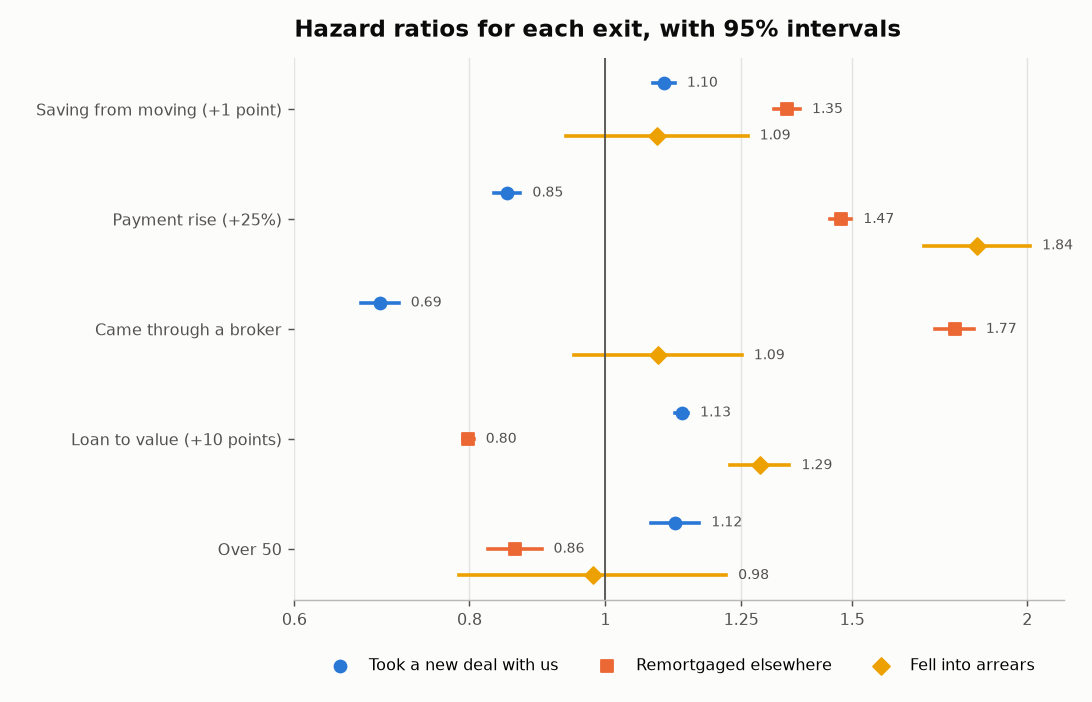 Hazard ratios for each exit, with 95% intervals
Saving from moving (+1 point)
1.10
1.35
1.09
Payment rise (+25%)
0.85
1.47
1.84
Came through a broker
0.69
1.77
1.09
Loan to value (+10 points)
1.13
0.80
1.29
Over 50
1.12
0.86
0.98
0.6 0.8 1 1.25 1.5 2
Took a new deal with us Remortgaged elsewhere Fell into arrears